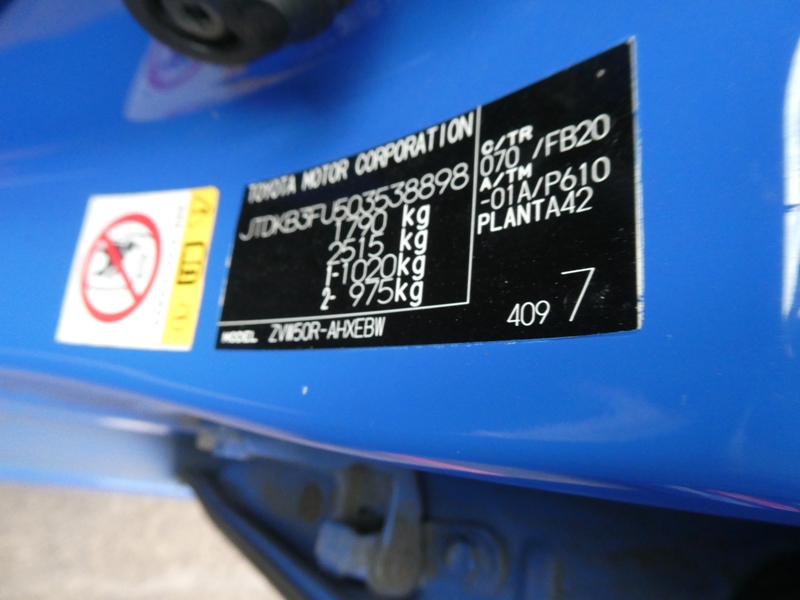 TOYOTA MOTOR CORPORATION
JTDKB3FU503538898
1790 kg
2515 kg
1-1020kg
2- 975kg
MODEL ZVW50R-AHXEBW
C/TR
070 /FB20
A/TM
-01A/P610
PLANTA42
409 7